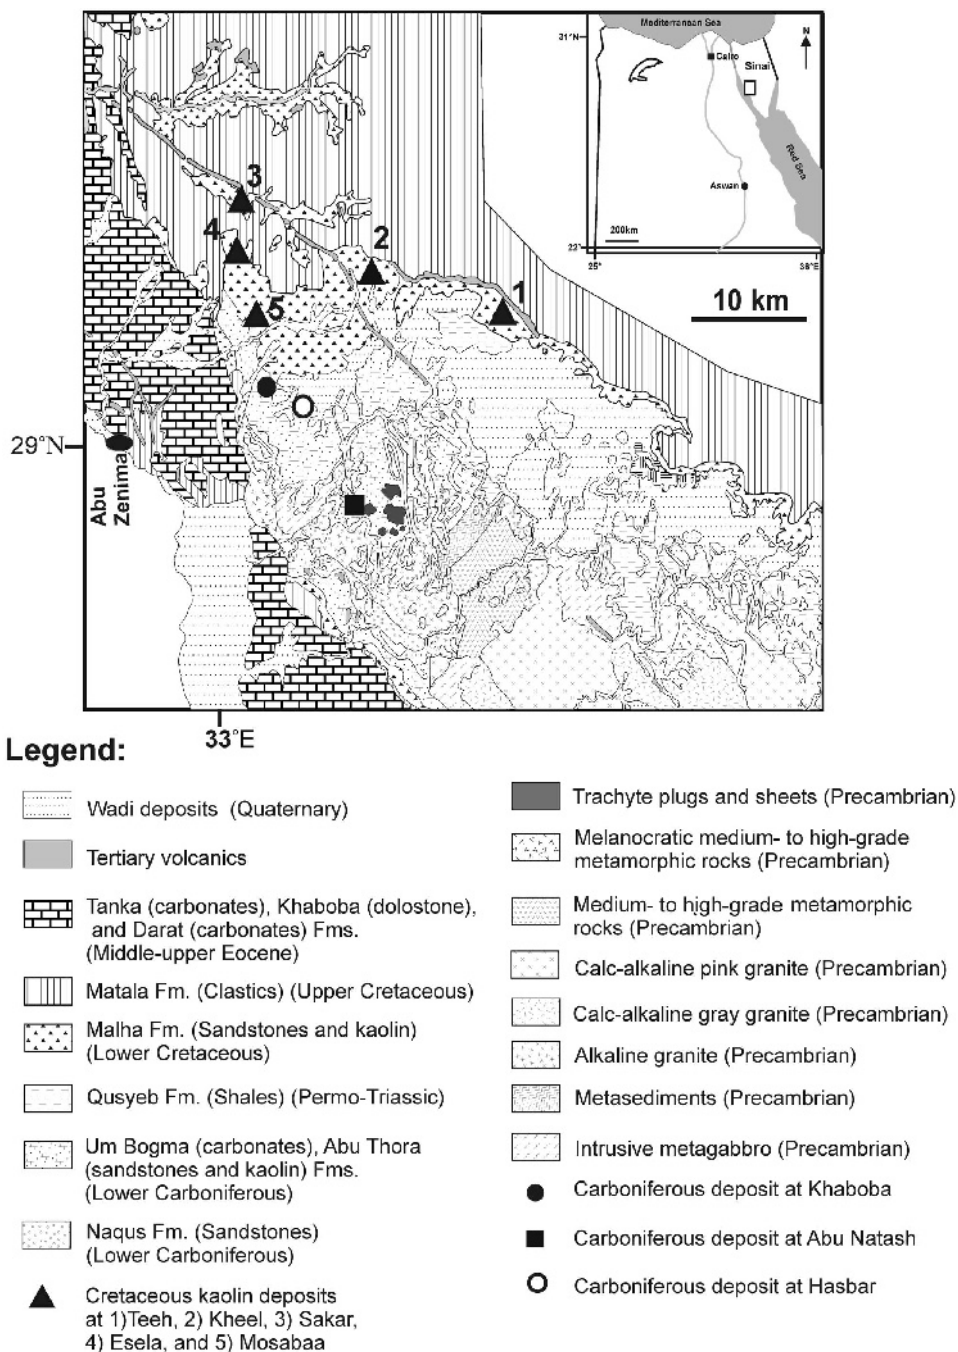 Mediterranean Sea
31°N
N
Cairo
Sinai
Red Sea
Aswan
200km
22°
25°
36°E
3
4
2
5
1
10 km
29°N
Abu
Zenima
33°E
Legend:
Wadi deposits (Quaternary)
Tertiary volcanics
Tanka (carbonates), Khaboba (dolostone),
and Darat (carbonates) Fms.
(Middle-upper Eocene)
Matala Fm. (Clastics) (Upper Cretaceous)
Malha Fm. (Sandstones and kaolin)
(Lower Cretaceous)
Qusyeb Fm. (Shales) (Permo-Triassic)
Um Bogma (carbonates), Abu Thora
(sandstones and kaolin) Fms.
(Lower Carboniferous)
Naqus Fm. (Sandstones)
(Lower Carboniferous)
Cretaceous kaolin deposits
at 1)Teeh, 2) Kheel, 3) Sakar,
4) Esela, and 5) Mosabaa
Trachyte plugs and sheets (Precambrian)
Melanocratic medium- to high-grade
metamorphic rocks (Precambrian)
Medium- to high-grade metamorphic
rocks (Precambrian)
Calc-alkaline pink granite (Precambrian)
Calc-alkaline gray granite (Precambrian)
Alkaline granite (Precambrian)
Metasediments (Precambrian)
Intrusive metagabbro (Precambrian)
Carboniferous deposit at Khaboba
Carboniferous deposit at Abu Natash
Carboniferous deposit at Hasbar